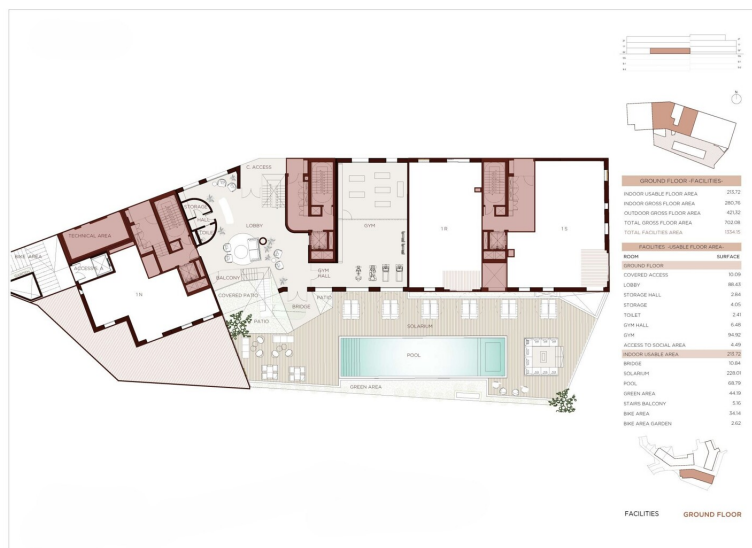 N
C. ACCESS
STORAGE
HALL
TOILET
LOBBY
GYM
1 R
1 S
TECHNICAL AREA
BIKE AREA
ACCESS S.A
1 N
BALCONY
GYM
HALL
COVERED PATIO
PATIO
BRIDGE
PATIO
SOLARIUM
POOL
GREEN AREA
GROUND FLOOR -FACILITIES-
INDOOR USABLE FLOOR AREA 213.72
INDOOR GROSS FLOOR AREA 280.76
OUTDOOR GROSS FLOOR AREA 421.32
TOTAL GROSS FLOOR AREA 702.08
TOTAL FACILITIES AREA 1334.15
FACILITIES -USABLE FLOOR AREA-
ROOM SURFACE
GROUND FLOOR
COVERED ACCESS 10.09
LOBBY 88.43
STORAGE HALL 2.84
STORAGE 4.05
TOILET 2.41
GYM HALL 6.48
GYM 94.92
ACCESS TO SOCIAL AREA 4.49
INDOOR USABLE AREA 213.72
BRIDGE 10.84
SOLARIUM 228.01
POOL 68.79
GREEN AREA 44.19
STAIRS BALCONY 5.16
BIKE AREA 34.14
BIKE AREA GARDEN 2.62
FACILITIES GROUND FLOOR